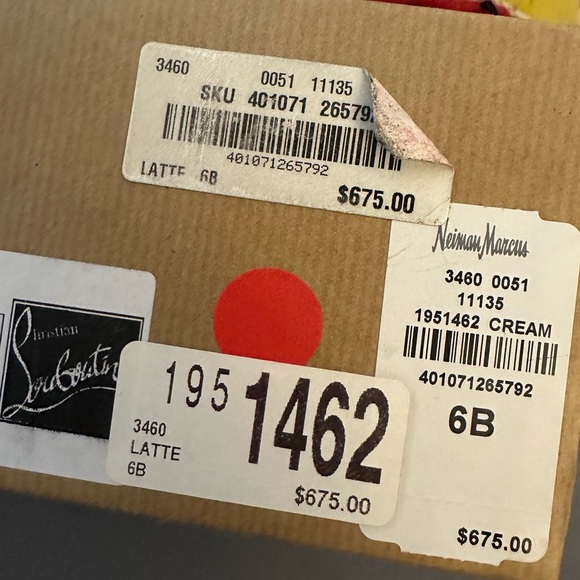 3460 0051 11135
SKU 401071 26579
401071265792
LATTE 6B
$675.00
Neiman Marcus
3460 0051
11135
1951462 CREAM
401071265792
6B
$675.00
Christian
Louboutin
195 1462
3460
LATTE
6B
$675.00